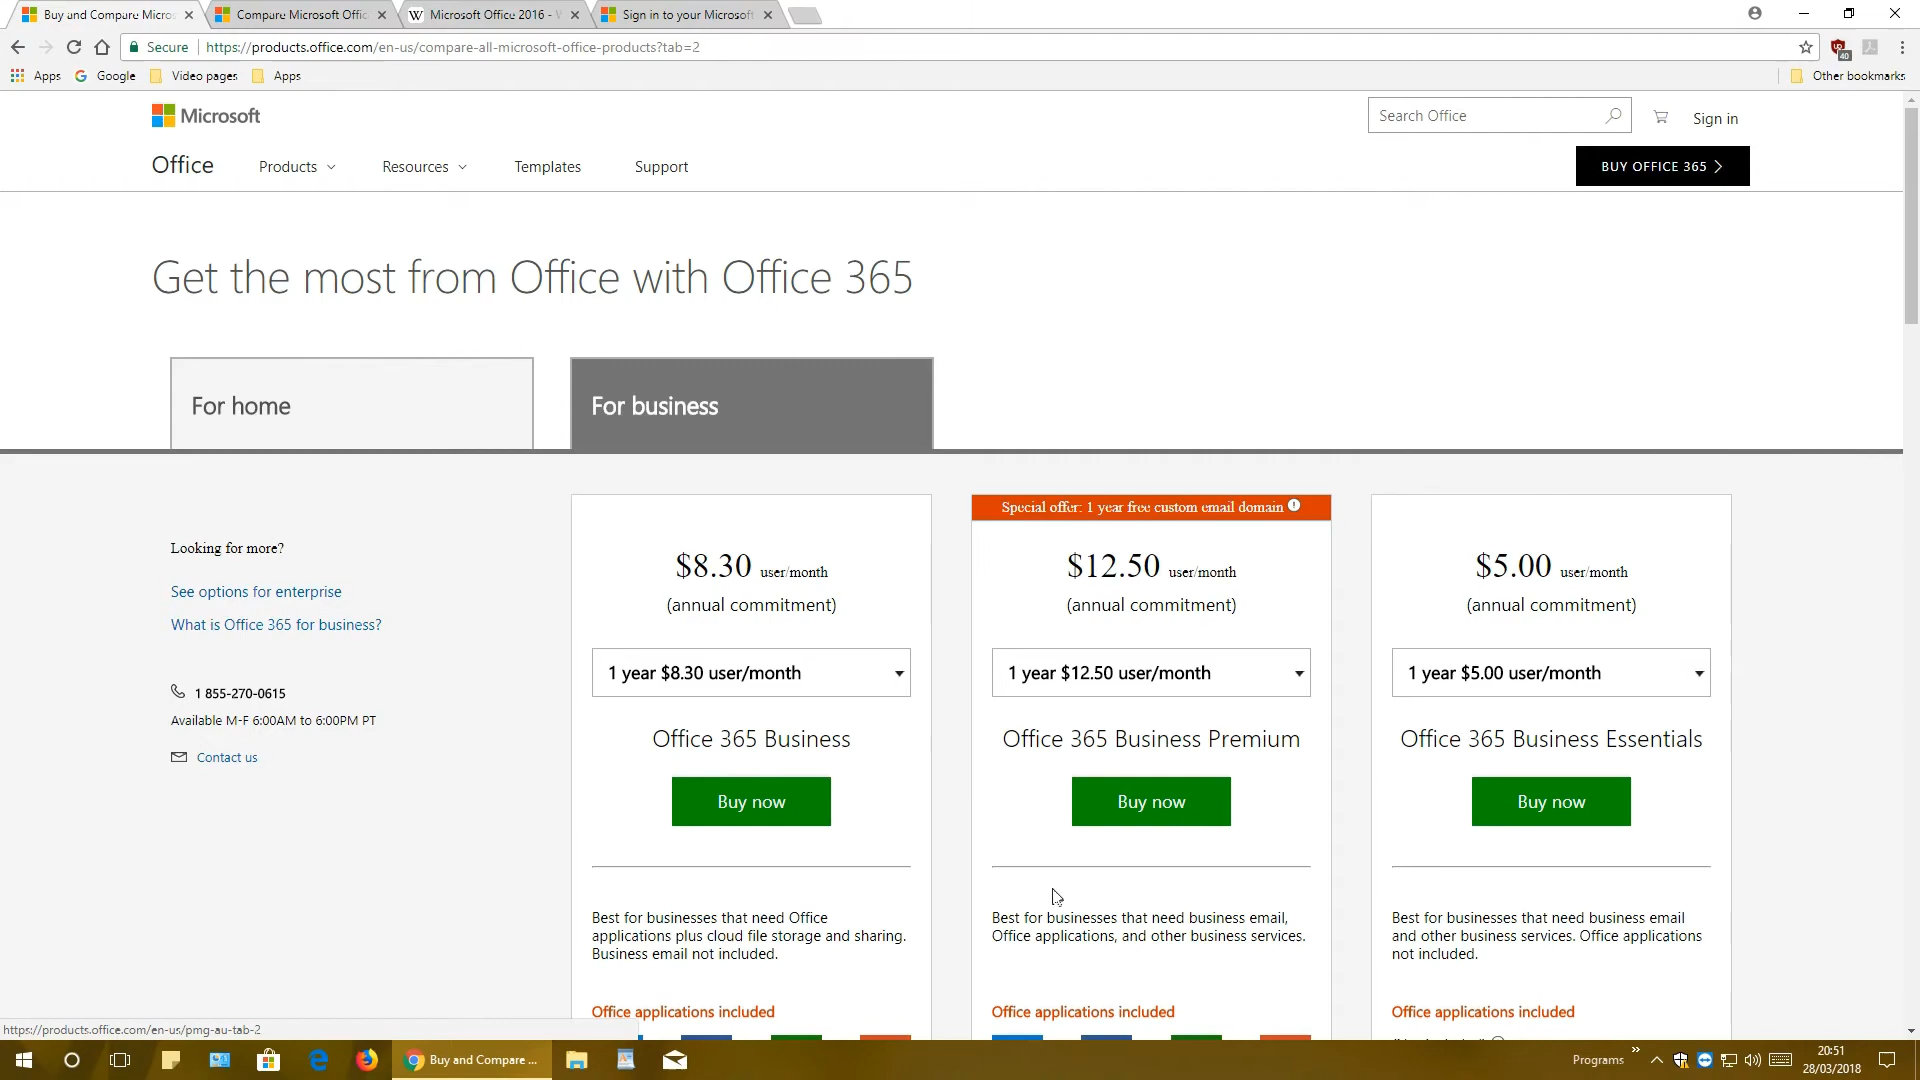 Buy and Compare Micros
Compare Microsoft Offic
Microsoft Office 2016 -
Sign in to your Microsoft
Secure
https://products.office.com/en-us/compare-all-microsoft-office-products?tab=2
40
Apps
Google
Video pages
Apps
Other bookmarks
Microsoft
Search Office
Sign in
Office
Products
Resources
Templates
Support
BUY OFFICE 365
Get the most from Office with Office 365
For home
For business
Looking for more?
See options for enterprise
What is Office 365 for business?
1 855-270-0615
Available M-F 6:00AM to 6:00PM PT
Contact us
$8.30 user/month
(annual commitment)
1 year $8.30 user/month
Office 365 Business
Buy now
Best for businesses that need Office
applications plus cloud file storage and sharing.
Business email not included.
Office applications included
Special offer: 1 year free custom email domain
$12.50 user/month
(annual commitment)
1 year $12.50 user/month
Office 365 Business Premium
Buy now
Best for businesses that need business email,
Office applications, and other business services.
Office applications included
$5.00 user/month
(annual commitment)
1 year $5.00 user/month
Office 365 Business Essentials
Buy now
Best for businesses that need business email
and other business services. Office applications
not included.
Office applications included
https://products.office.com/en-us/pmg-au-tab-2
Buy and Compare ...
Programs
20:51
28/03/2018